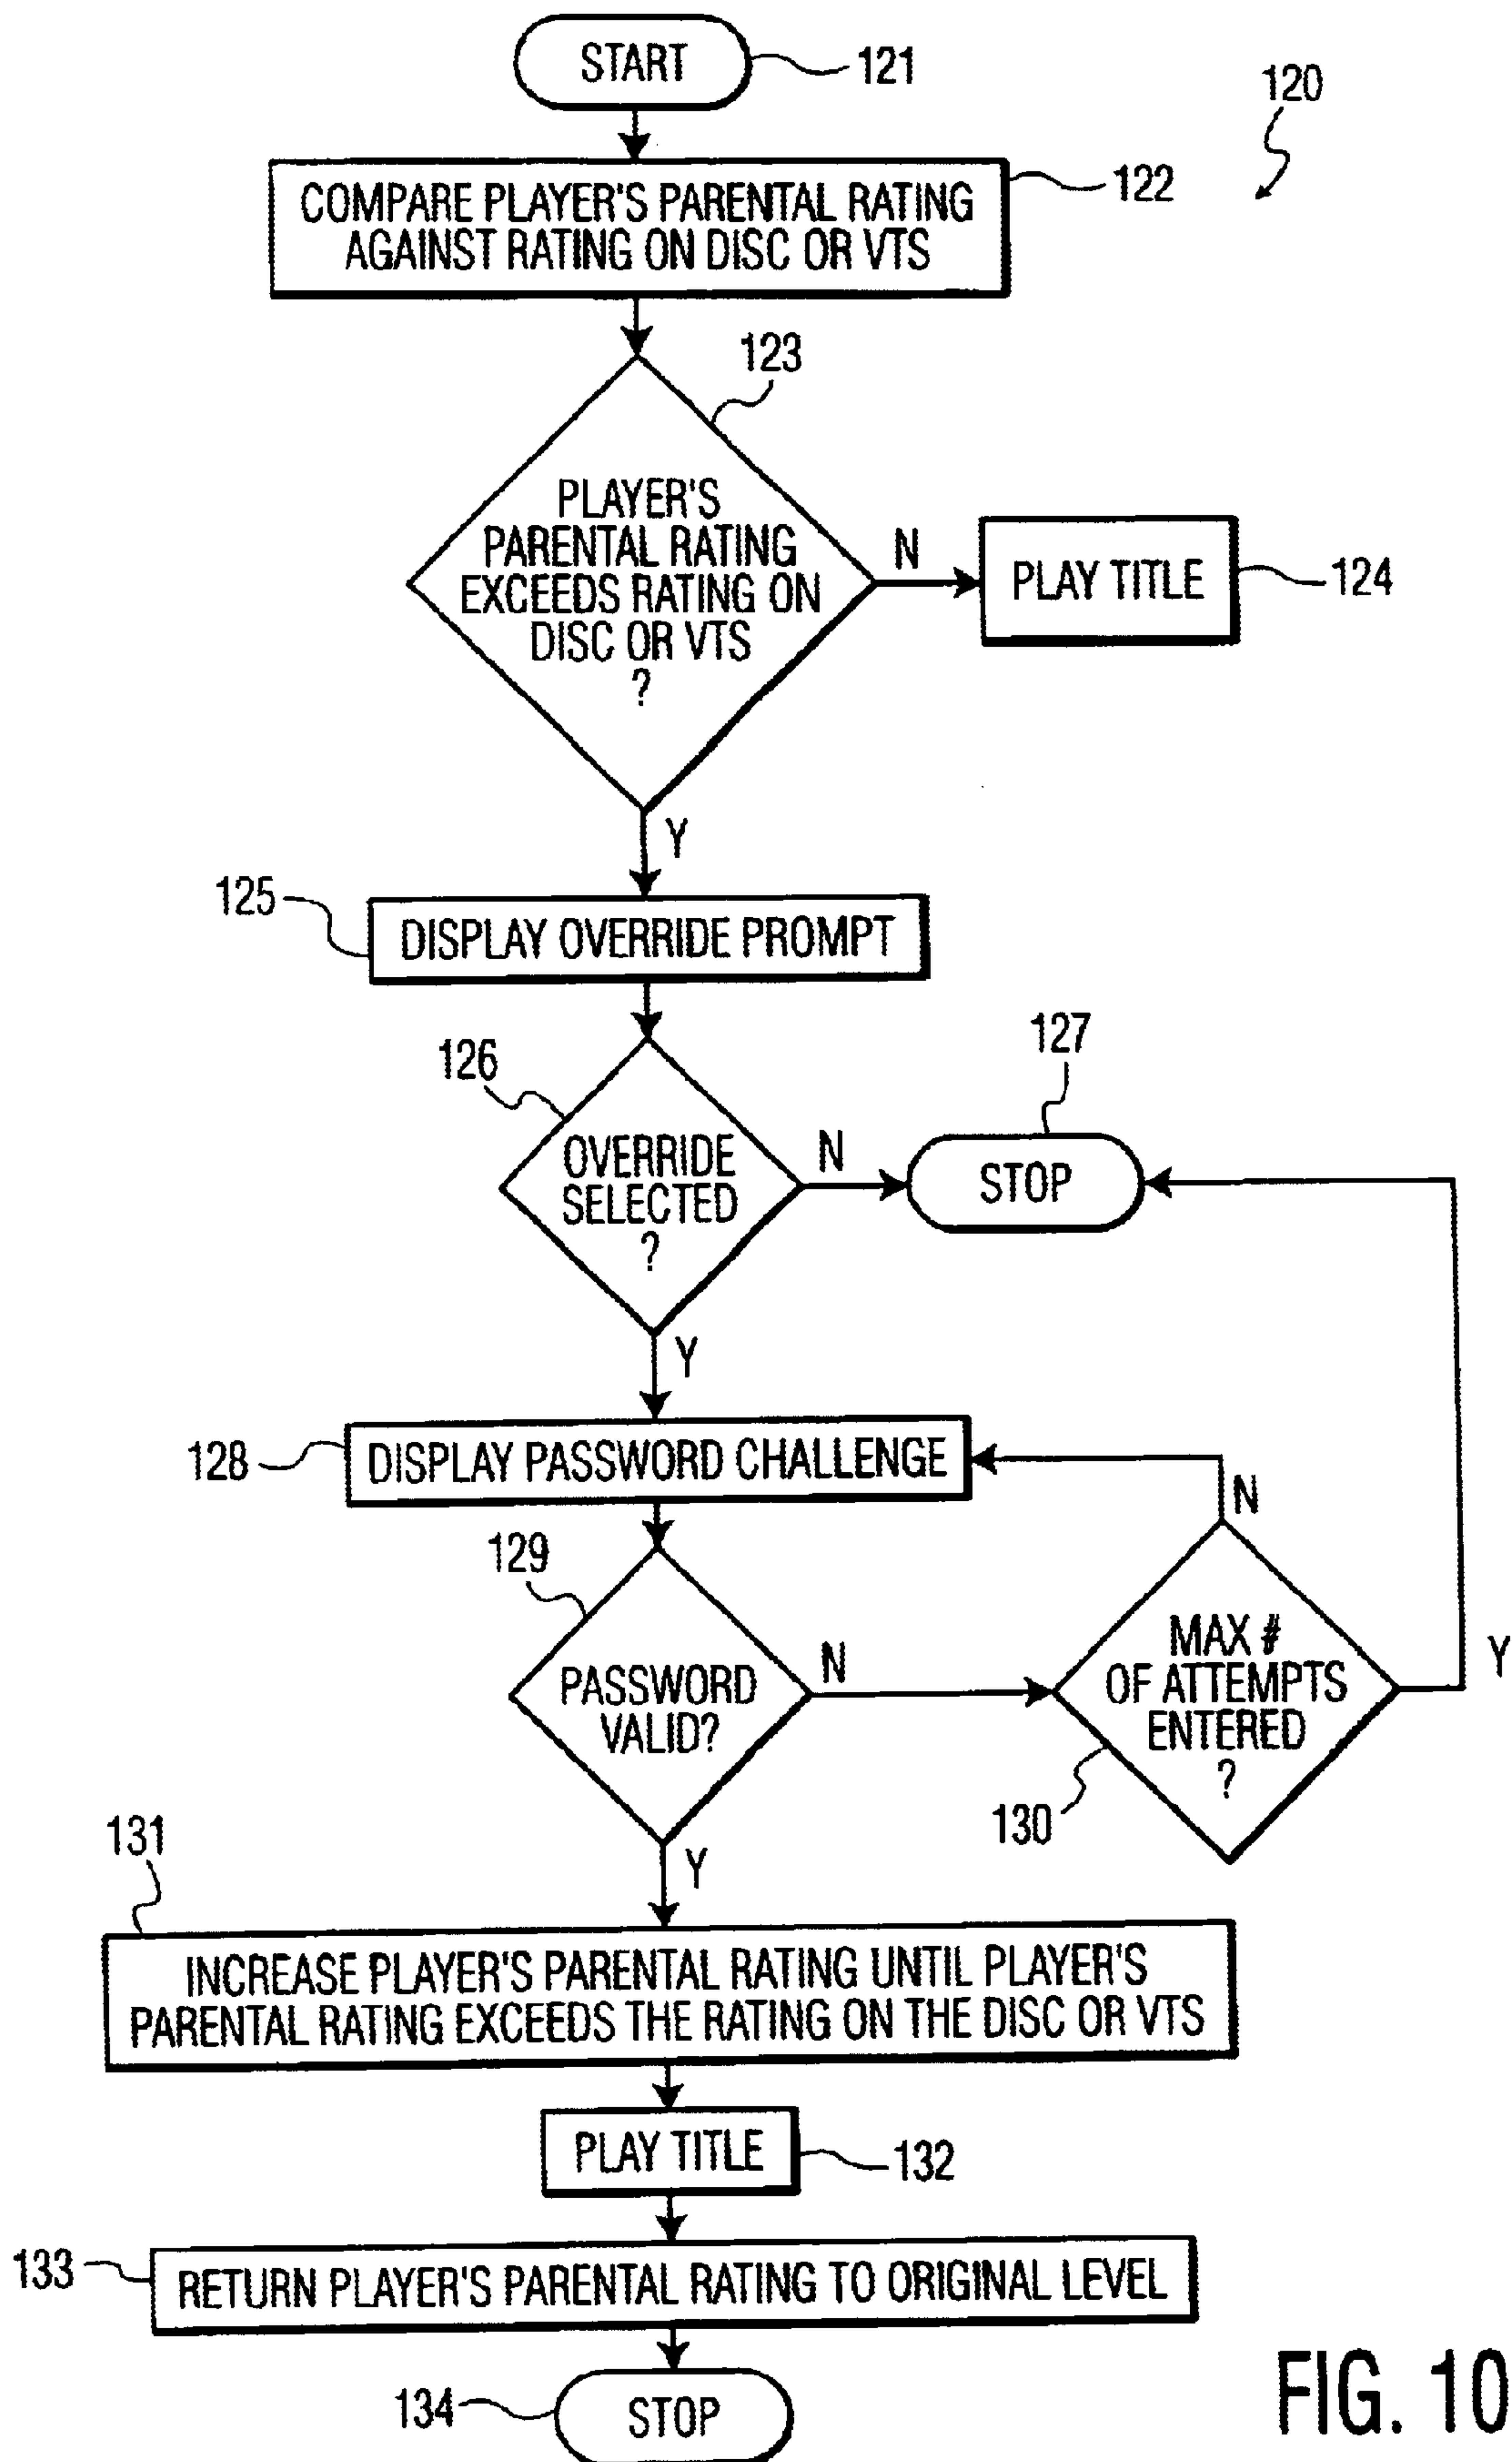 START
121
120
COMPARE PLAYER'S PARENTAL RATING
AGAINST RATING ON DISC OR VTS
122
123
PLAYER'S
PARENTAL RATING
EXCEEDS RATING ON
DISC OR VTS
?
N
PLAY TITLE
124
Y
125
DISPLAY OVERRIDE PROMPT
126
OVERRIDE
SELECTED
?
N
127
STOP
Y
128
DISPLAY PASSWORD CHALLENGE
N
129
PASSWORD
VALID?
N
MAX #
OF ATTEMPTS
ENTERED
?
Y
130
131
Y
INCREASE PLAYER'S PARENTAL RATING UNTIL PLAYER'S
PARENTAL RATING EXCEEDS THE RATING ON THE DISC OR VTS
PLAY TITLE
132
133
RETURN PLAYER'S PARENTAL RATING TO ORIGINAL LEVEL
134
STOP
FIG. 10